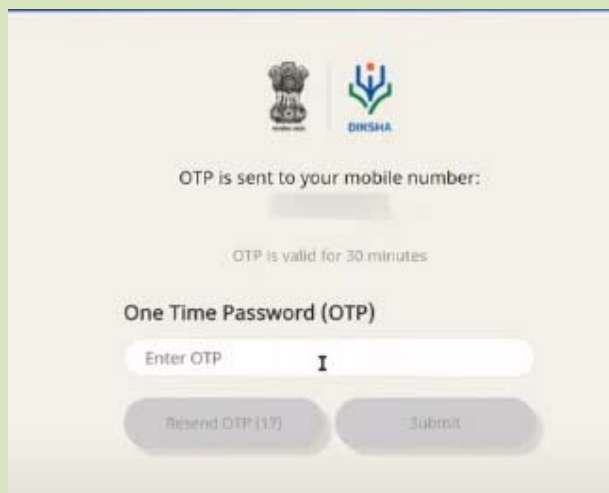 DIKSHA
OTP is sent to your mobile number:
OTP is valid for 30 minutes
One Time Password (OTP)
Enter OTP
Resend OTP (17)
Submit